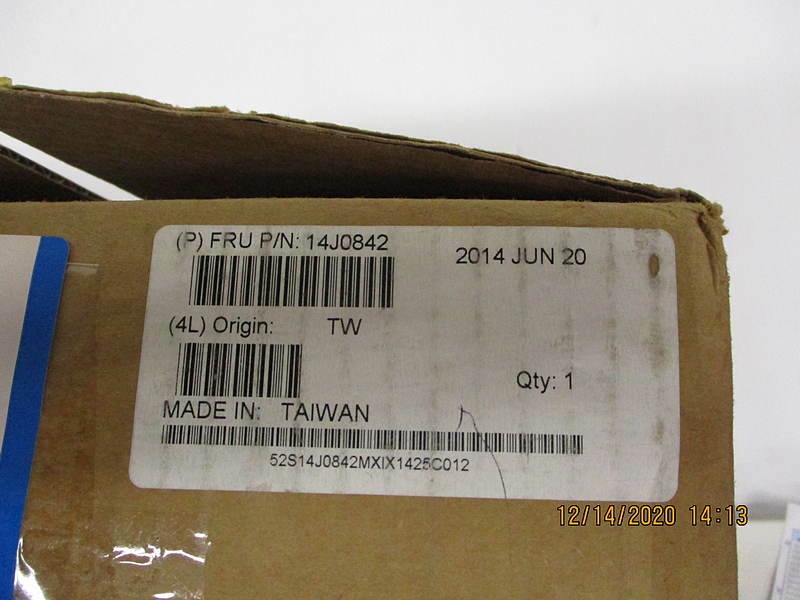 (P) FRU P/N: 14J0842
2014 JUN 20
(4L) Origin: TW
Qty: 1
MADE IN: TAIWAN
52S14J0842MXIX1425C012
12/14/2020 14:13